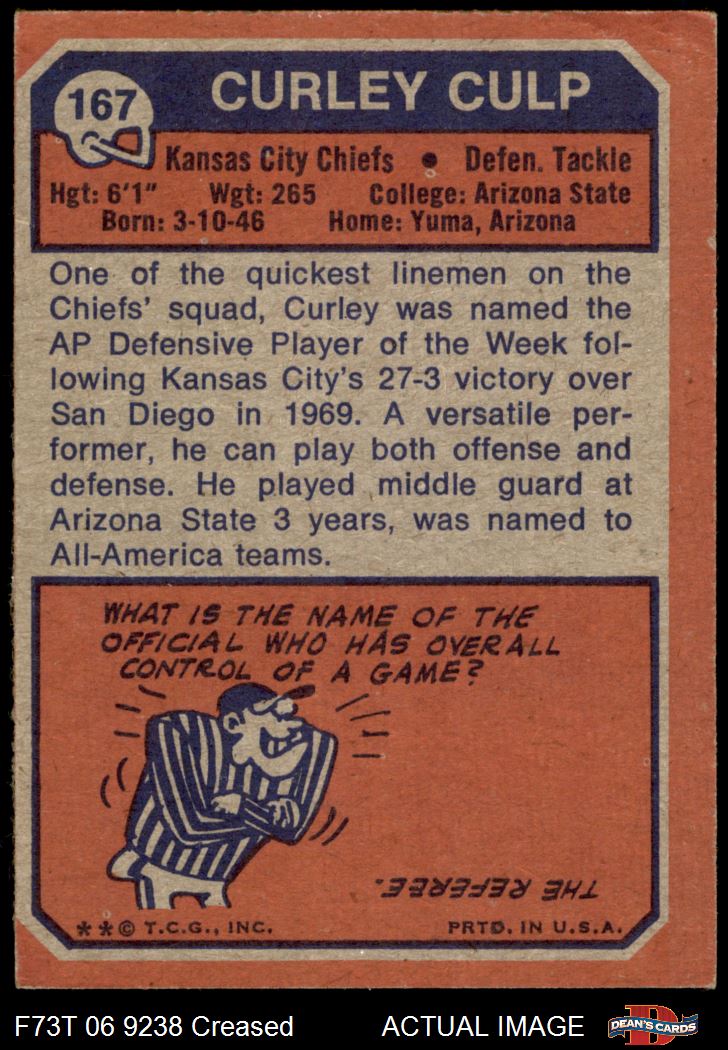 167
CURLEY CULP
Kansas City Chiefs • Defen. Tackle
Hgt: 6'1" Wgt: 265 College: Arizona State
Born: 3-10-46 Home: Yuma, Arizona
One of the quickest linemen on the
Chiefs' squad, Curley was named the
AP Defensive Player of the Week fol-
lowing Kansas City's 27-3 victory over
San Diego in 1969. A versatile per-
former, he can play both offense and
defense. He played middle guard at
Arizona State 3 years, was named to
All-America teams.
WHAT IS THE NAME OF THE
OFFICIAL WHO HAS OVERALL
CONTROL OF A GAME?
THE REFEREE.
**© T.C.G., INC. PRTD. IN U.S.A.
F73T 06 9238 Creased ACTUAL IMAGE
D
DEAN'S CARDS